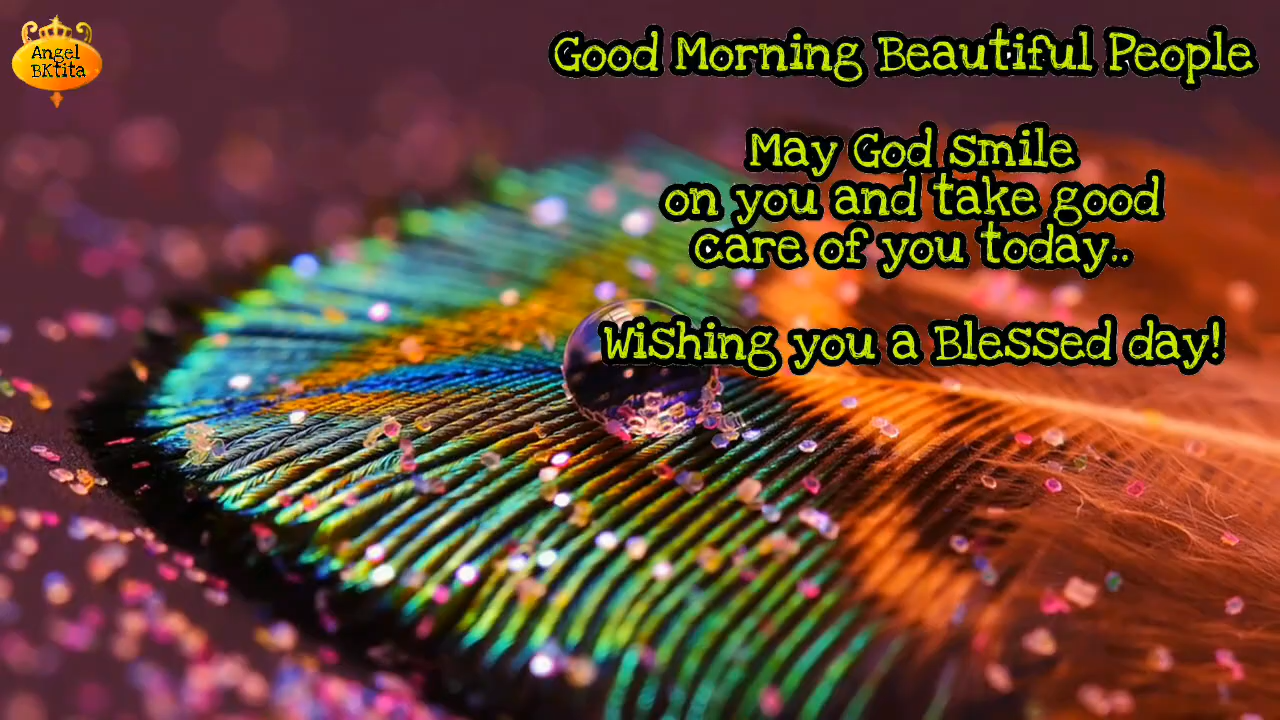 Angel
BKtita
Good Morning Beautiful People
May God smile
on you and take good
care of you today..
Wishing you a Blessed day!